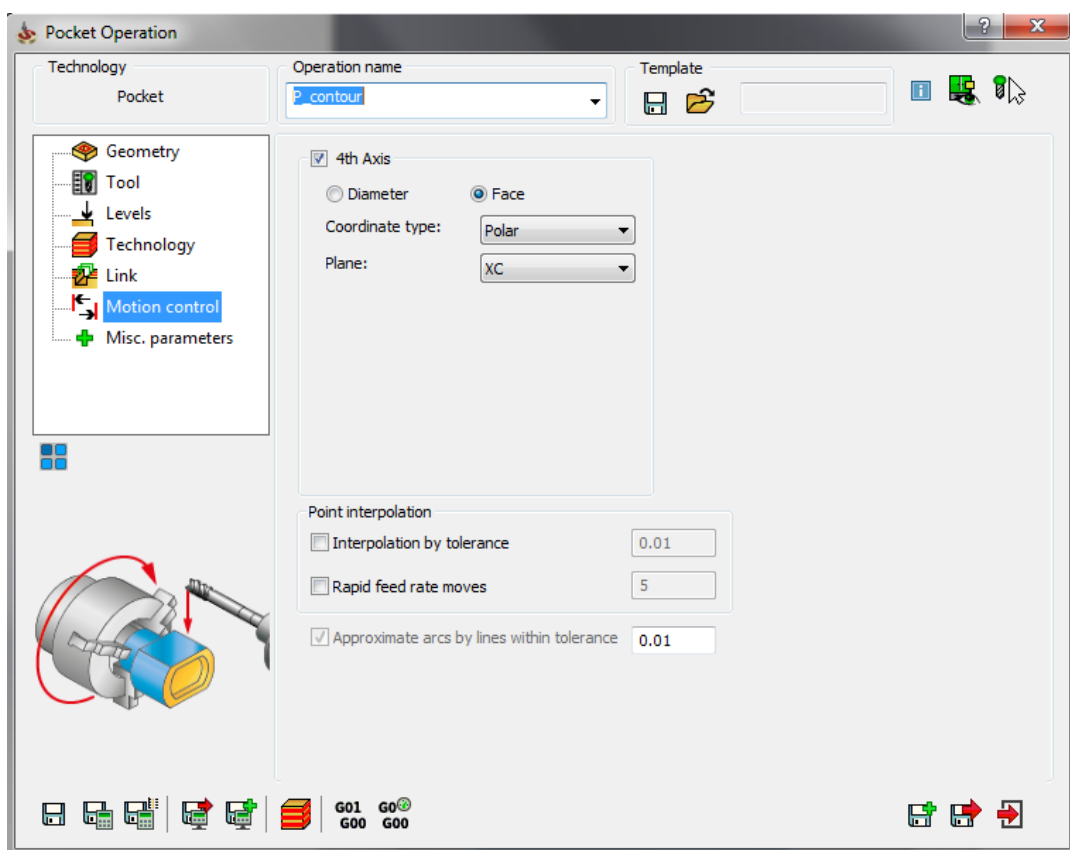 Pocket Operation
Technology
Pocket
Operation name
P_contour
Template
Geometry
Tool
Levels
Technology
Link
Motion control
Misc. parameters
4th Axis
Diameter
Face
Coordinate type:
Polar
Plane:
XC
Point interpolation
Interpolation by tolerance
0.01
Rapid feed rate moves
5
Approximate arcs by lines within tolerance
0.01
G01 G0
G00 G00